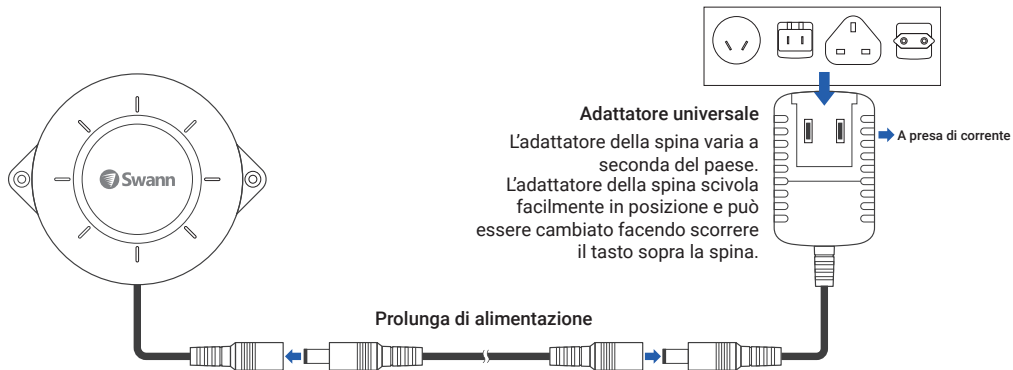 Swann
Adattatore universale
L'adattatore della spina varia a
seconda del paese.
L'adattatore della spina scivola
facilmente in posizione e può
essere cambiato facendo scorrere
il tasto sopra la spina.
A presa di corrente
Prolunga di alimentazione